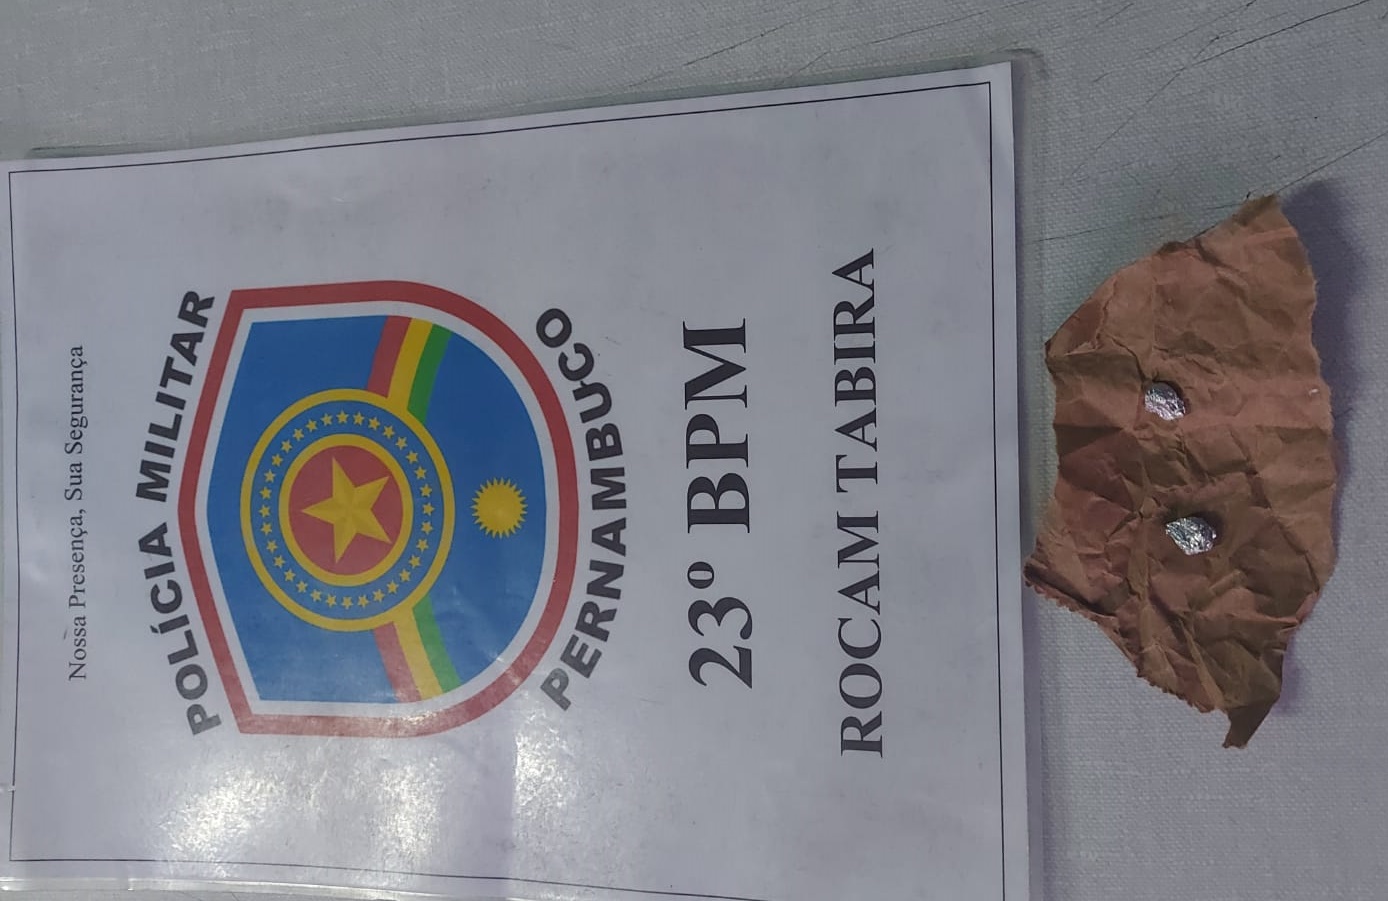 Nossa Presença, Sua Segurança
POLÍCIA MILITAR
PERNAMBUCO
23º BPM
ROCAM TABIRA